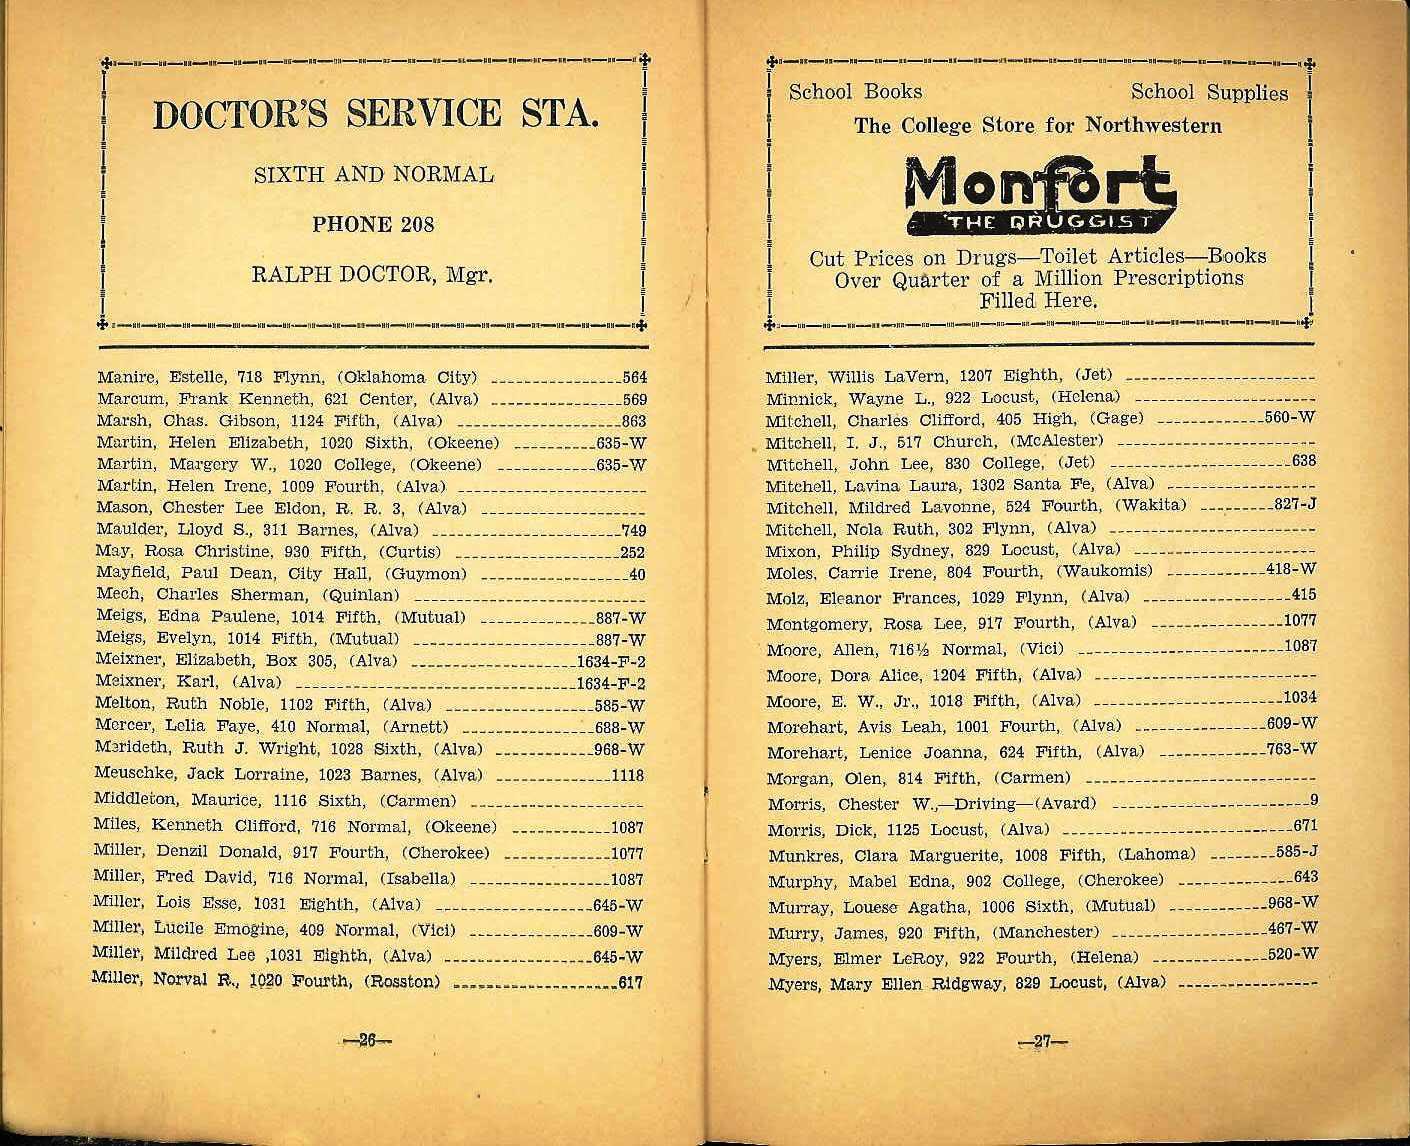 DOCTOR'S SERVICE STA.
SIXTH AND NORMAL
PHONE 208
RALPH DOCTOR, Mgr.
Manire, Estelle, 718 Flynn, (Oklahoma City) ----------------564
Marcum, Frank Kenneth, 621 Center, (Alva) ----------------569
Marsh, Chas. Gibson, 1124 Fifth, (Alva) --------------------863
Martin, Helen Elizabeth, 1020 Sixth, (Okeene) ----------635-W
Martin, Margery W., 1020 College, (Okeene) ------------635-W
Martin, Helen Irene, 1009 Fourth, (Alva) -----------------------
Mason, Chester Lee Eldon, R. R. 3, (Alva) --------------------
Maulder, Lloyd S., 311 Barnes, (Alva) -----------------------749
May, Rosa Christine, 930 Fifth, (Curtis) --------------------252
Mayfield, Paul Dean, City Hall, (Guymon) ------------------40
Mech, Charles Sherman, (Quinlan) ----------------------------
Meigs, Edna Paulene, 1014 Fifth, (Mutual) --------------887-W
Meigs, Evelyn, 1014 Fifth, (Mutual) ----------------------887-W
Meixner, Elizabeth, Box 305, (Alva) --------------------1634-F-2
Meixner, Karl, (Alva) ----------------------------------1634-F-2
Melton, Ruth Noble, 1102 Fifth, (Alva) ------------------585-W
Mercer, Lelia Faye, 410 Normal, (Arnett) ----------------688-W
Merideth, Ruth J. Wright, 1028 Sixth, (Alva) ------------968-W
Meuschke, Jack Lorraine, 1023 Barnes, (Alva) --------------1118
Middleton, Maurice, 1116 Sixth, (Carmen) ---------------------
Miles, Kenneth Clifford, 716 Normal, (Okeene) ------------1087
Miller, Denzil Donald, 917 Fourth, (Cherokee) -------------1077
Miller, Fred David, 716 Normal, (Isabella) -----------------1087
Miller, Lois Esse, 1031 Eighth, (Alva) -------------------645-W
Miller, Lucile Emogine, 409 Normal, (Vici) ---------------609-W
Miller, Mildred Lee ,1031 Eighth, (Alva) ------------------645-W
Miller, Norval R., 1020 Fourth, (Rosston) --------------------617
—26—
School Books School Supplies
The College Store for Northwestern
Monfort
THE DRUGGIST
Cut Prices on Drugs—Toilet Articles—Books
Over Quarter of a Million Prescriptions
Filled Here.
Miller, Willis LaVern, 1207 Eighth, (Jet) -----------------------
Minnick, Wayne L., 922 Locust, (Helena) ----------------------
Mitchell, Charles Clifford, 405 High, (Gage) -------------560-W
Mitchell, I. J., 517 Church, (McAlester) ------------------------
Mitchell, John Lee, 830 College, (Jet) ----------------------638
Mitchell, Lavina Laura, 1302 Santa Fe, (Alva) ------------------
Mitchell, Mildred Lavonne, 524 Fourth, (Wakita) ---------827-J
Mitchell, Nola Ruth, 302 Flynn, (Alva) -------------------------
Mixon, Philip Sydney, 829 Locust, (Alva) ----------------------
Moles, Carrie Irene, 804 Fourth, (Waukomis) ------------418-W
Molz, Eleanor Frances, 1029 Flynn, (Alva) ------------------415
Montgomery, Rosa Lee, 917 Fourth, (Alva) ----------------1077
Moore, Allen, 716½ Normal, (Vici) -------------------------1087
Moore, Dora Alice, 1204 Fifth, (Alva) --------------------------
Moore, E. W., Jr., 1018 Fifth, (Alva) -----------------------1034
Morehart, Avis Leah, 1001 Fourth, (Alva) -----------------609-W
Morehart, Lenice Joanna, 624 Fifth, (Alva) ---------------763-W
Morgan, Olen, 814 Fifth, (Carmen) ----------------------------
Morris, Chester W.,—Driving—(Avard) ------------------------9
Morris, Dick, 1125 Locust, (Alva) ----------------------------671
Munkres, Clara Marguerite, 1008 Fifth, (Lahoma) --------585-J
Murphy, Mabel Edna, 902 College, (Cherokee) --------------643
Murray, Louese Agatha, 1006 Sixth, (Mutual) ------------968-W
Murry, James, 920 Fifth, (Manchester) -------------------467-W
Myers, Elmer LeRoy, 922 Fourth, (Helena) --------------520-W
Myers, Mary Ellen Ridgway, 829 Locust, (Alva) -----------------
—27—